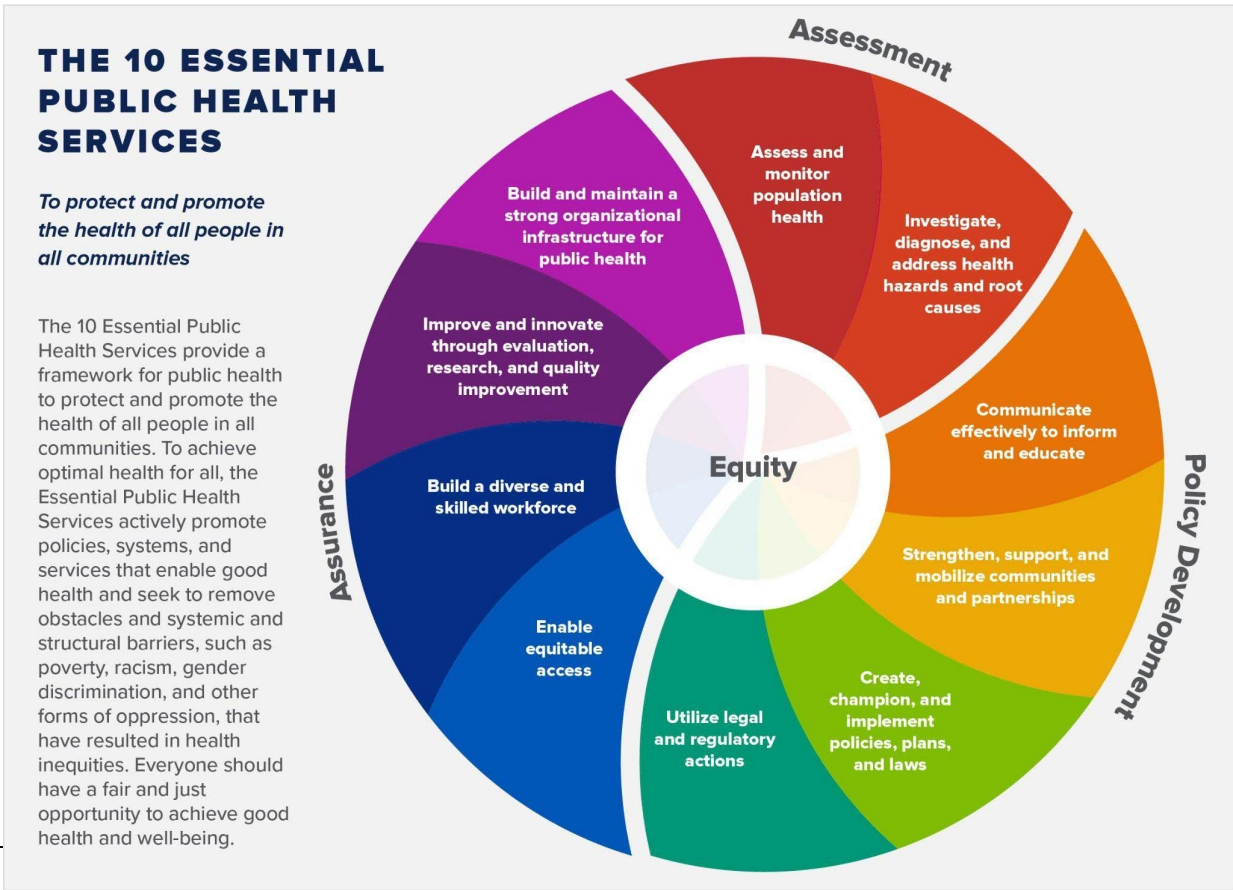 THE 10 ESSENTIAL
PUBLIC HEALTH
SERVICES
To protect and promote
the health of all people in
all communities
The 10 Essential Public
Health Services provide a
framework for public health
to protect and promote the
health of all people in all
communities. To achieve
optimal health for all, the
Essential Public Health
Services actively promote
policies, systems, and
services that enable good
health and seek to remove
obstacles and systemic and
structural barriers, such as
poverty, racism, gender
discrimination, and other
forms of oppression, that
have resulted in health
inequities. Everyone should
have a fair and just
opportunity to achieve good
health and well-being.
Assessment
Assess and
monitor
population
health
Investigate,
diagnose, and
address health
hazards and root
causes
Policy Development
Communicate
effectively to inform
and educate
Strengthen, support, and
mobilize communities
and partnerships
Create,
champion, and
implement
policies, plans,
and laws
Utilize legal
and regulatory
actions
Assurance
Enable
equitable
access
Build a diverse and
skilled workforce
Improve and innovate
through evaluation,
research, and quality
improvement
Build and maintain a
strong organizational
infrastructure for
public health
Equity